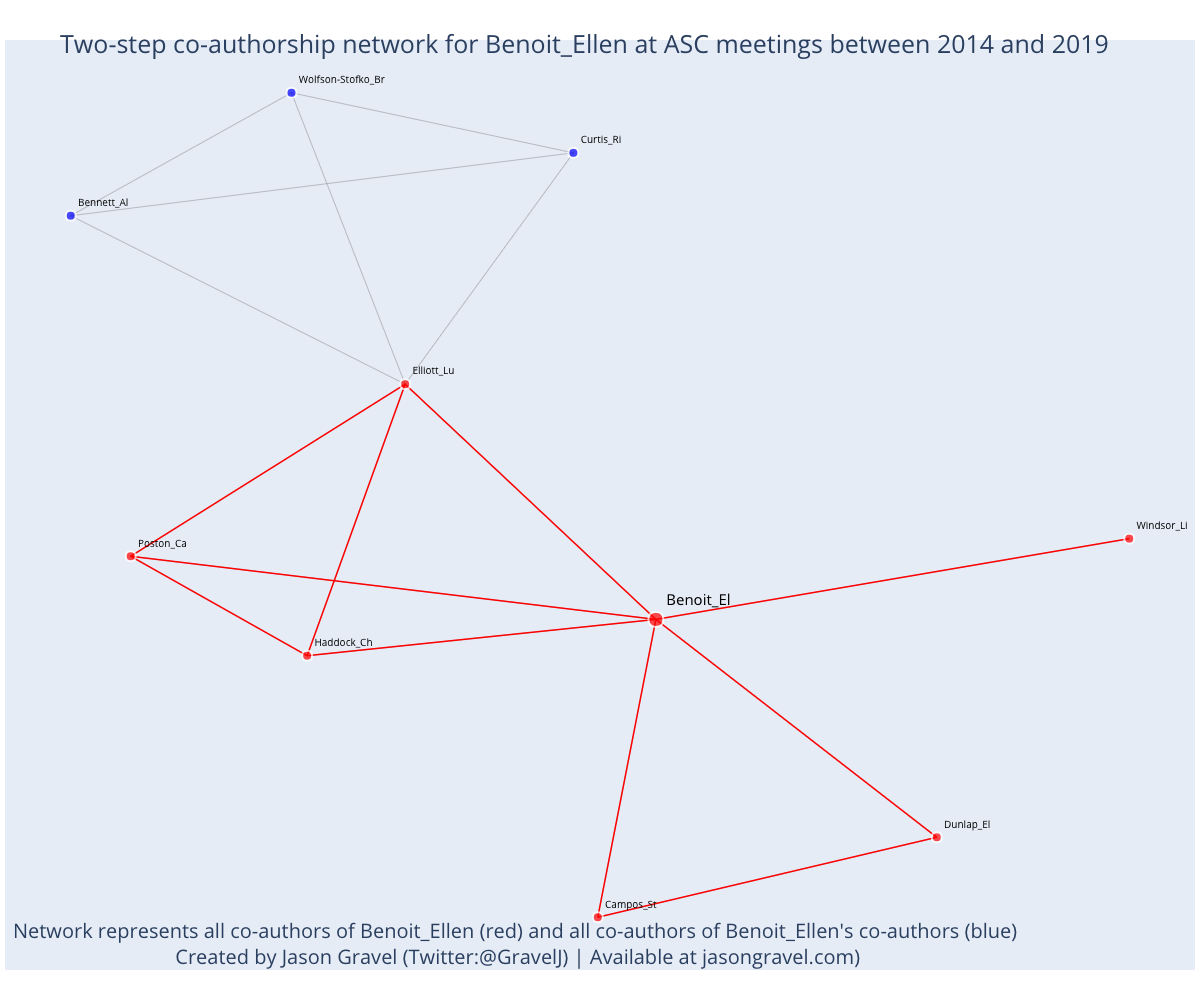 Two-step co-authorship network for Benoit_Ellen at ASC meetings between 2014 and 2019
Wolfson-Stofko_Br
Curtis_Ri
Bennett_Al
Elliott_Lu
Windsor_Li
Poston_Ca
Benoit_El
Haddock_Ch
Dunlap_El
Campos_St
Network represents all co-authors of Benoit_Ellen (red) and all co-authors of Benoit_Ellen's co-authors (blue)
Created by Jason Gravel (Twitter:@GravelJ) | Available at jasongravel.com)